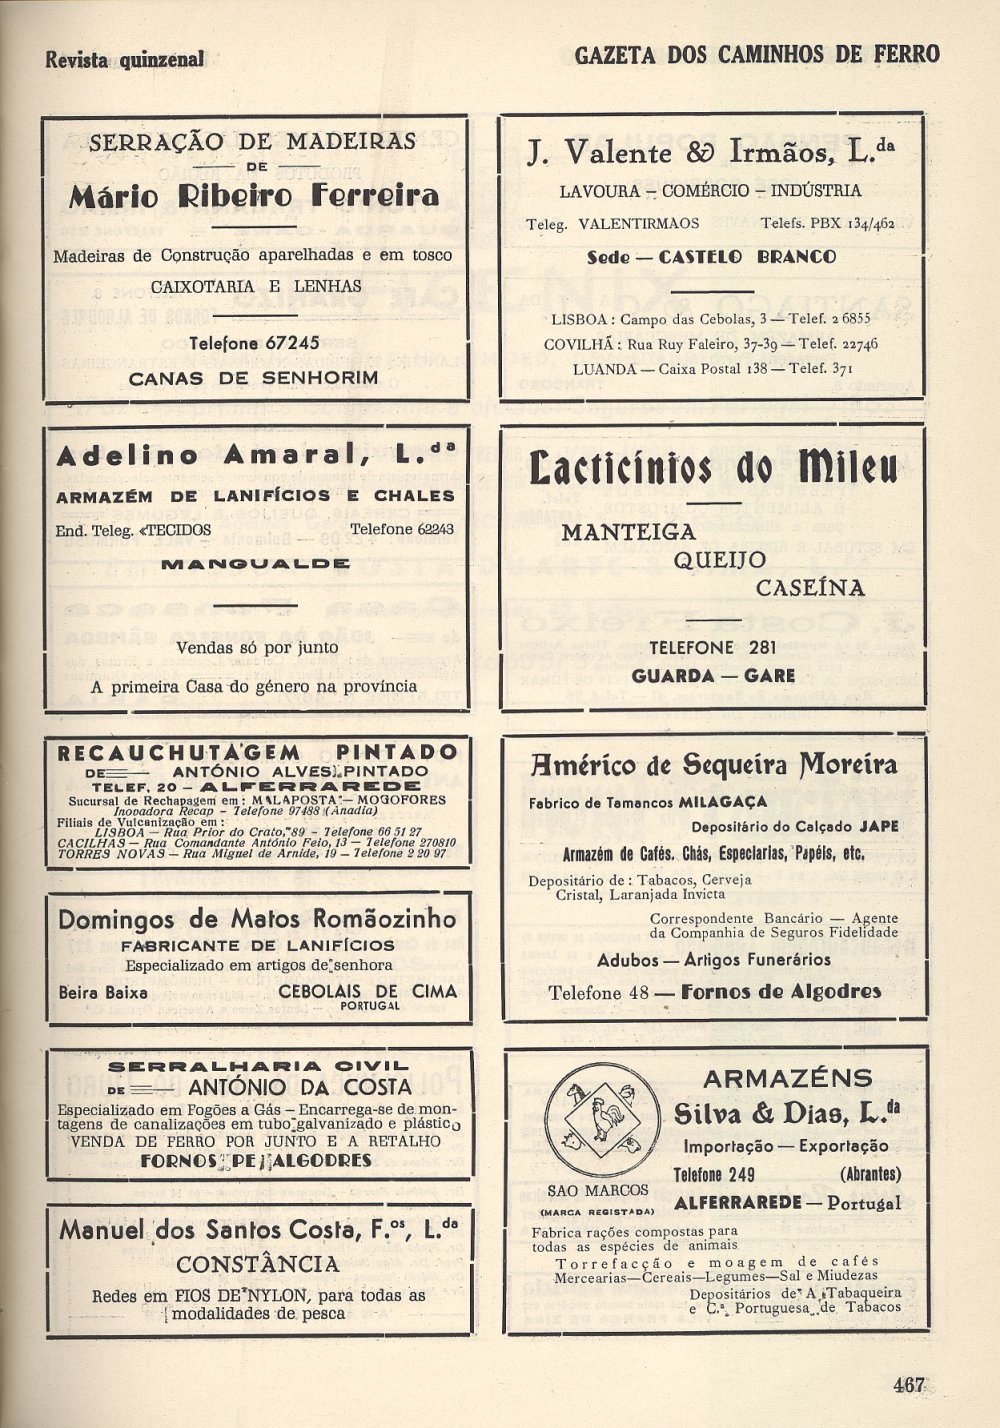 Revista quinzenal
GAZETA DOS CAMINHOS DE FERRO
SERRAÇÃO DE MADEIRAS
DE
Mário Ribeiro Ferreira
Madeiras de Construção aparelhadas e em tosco
CAIXOTARIA E LENHAS
Telefone 67245
CANAS DE SENHORIM
Adelino Amaral, L.da
ARMAZÉM DE LANIFÍCIOS E CHALES
End. Teleg. «TECIDOS Telefone 62243
MANGUALDE
Vendas só por junto
A primeira Casa do género na província
RECAUCHUTAGEM PINTADO
DE — ANTÓNIO ALVES PINTADO
TELEF. 20 — ALFERRAREDE
Sucursal de Rechapagem em: MALAPOSTA — MOGOFORES
Inovadora Recap - Telefone 97488 (Anadia)
Filiais de Vulcanização em:
LISBOA — Rua Prior do Crato, 89 - Telefone 66 51 27
CACILHAS — Rua Comandante António Feio, 13 — Telefone 270810
TORRES NOVAS — Rua Miguel de Arnide, 19 — Telefone 2 20 97
Domingos de Matos Romãozinho
FABRICANTE DE LANIFÍCIOS
Especializado em artigos de senhora
Beira Baixa CEBOLAIS DE CIMA
PORTUGAL
SERRALHARIA CIVIL
DE — ANTÓNIO DA COSTA
Especializado em Fogões a Gás — Encarrega-se de mon-
tagens de canalizações em tubo galvanizado e plástico
VENDA DE FERRO POR JUNTO E A RETALHO
FORNOS DE ALGODRES
Manuel dos Santos Costa, F.os, L.da
CONSTÂNCIA
Redes em FIOS DE NYLON, para todas as
modalidades de pesca
J. Valente & Irmãos, L.da
LAVOURA — COMÉRCIO — INDÚSTRIA
Teleg. VALENTIRMAOS Telefs. PBX 134/462
Sede — CASTELO BRANCO
LISBOA: Campo das Cebolas, 3 — Telef. 2 6855
COVILHÃ: Rua Ruy Faleiro, 37-39 — Telef. 22746
LUANDA — Caixa Postal 138 — Telef. 371
Lacticínios do Mileu
MANTEIGA
QUEIJO
CASEÍNA
TELEFONE 281
GUARDA — GARE
Américo de Sequeira Moreira
Fabrico de Tamancos MILAGAÇA
Depositário do Calçado JAPE
Armazém de Cafés, Chás, Especiarias, Papéis, etc.
Depositário de: Tabacos, Cerveja
Cristal, Laranjada Invicta
Correspondente Bancário — Agente
da Companhia de Seguros Fidelidade
Adubos — Artigos Funerários
Telefone 48 — Fornos de Algodres
ARMAZÉNS
Silva & Dias, L.da
Importação — Exportação
Telefone 249 (Abrantes)
ALFERRAREDE — Portugal
SAO MARCOS
(MARCA REGISTADA)
Fabrica rações compostas para
todas as espécies de animais
Torrefacção e moagem de cafés
Mercearias—Cereais—Legumes—Sal e Miudezas
Depositários de A Tabaqueira
e C.ª Portuguesa de Tabacos
467